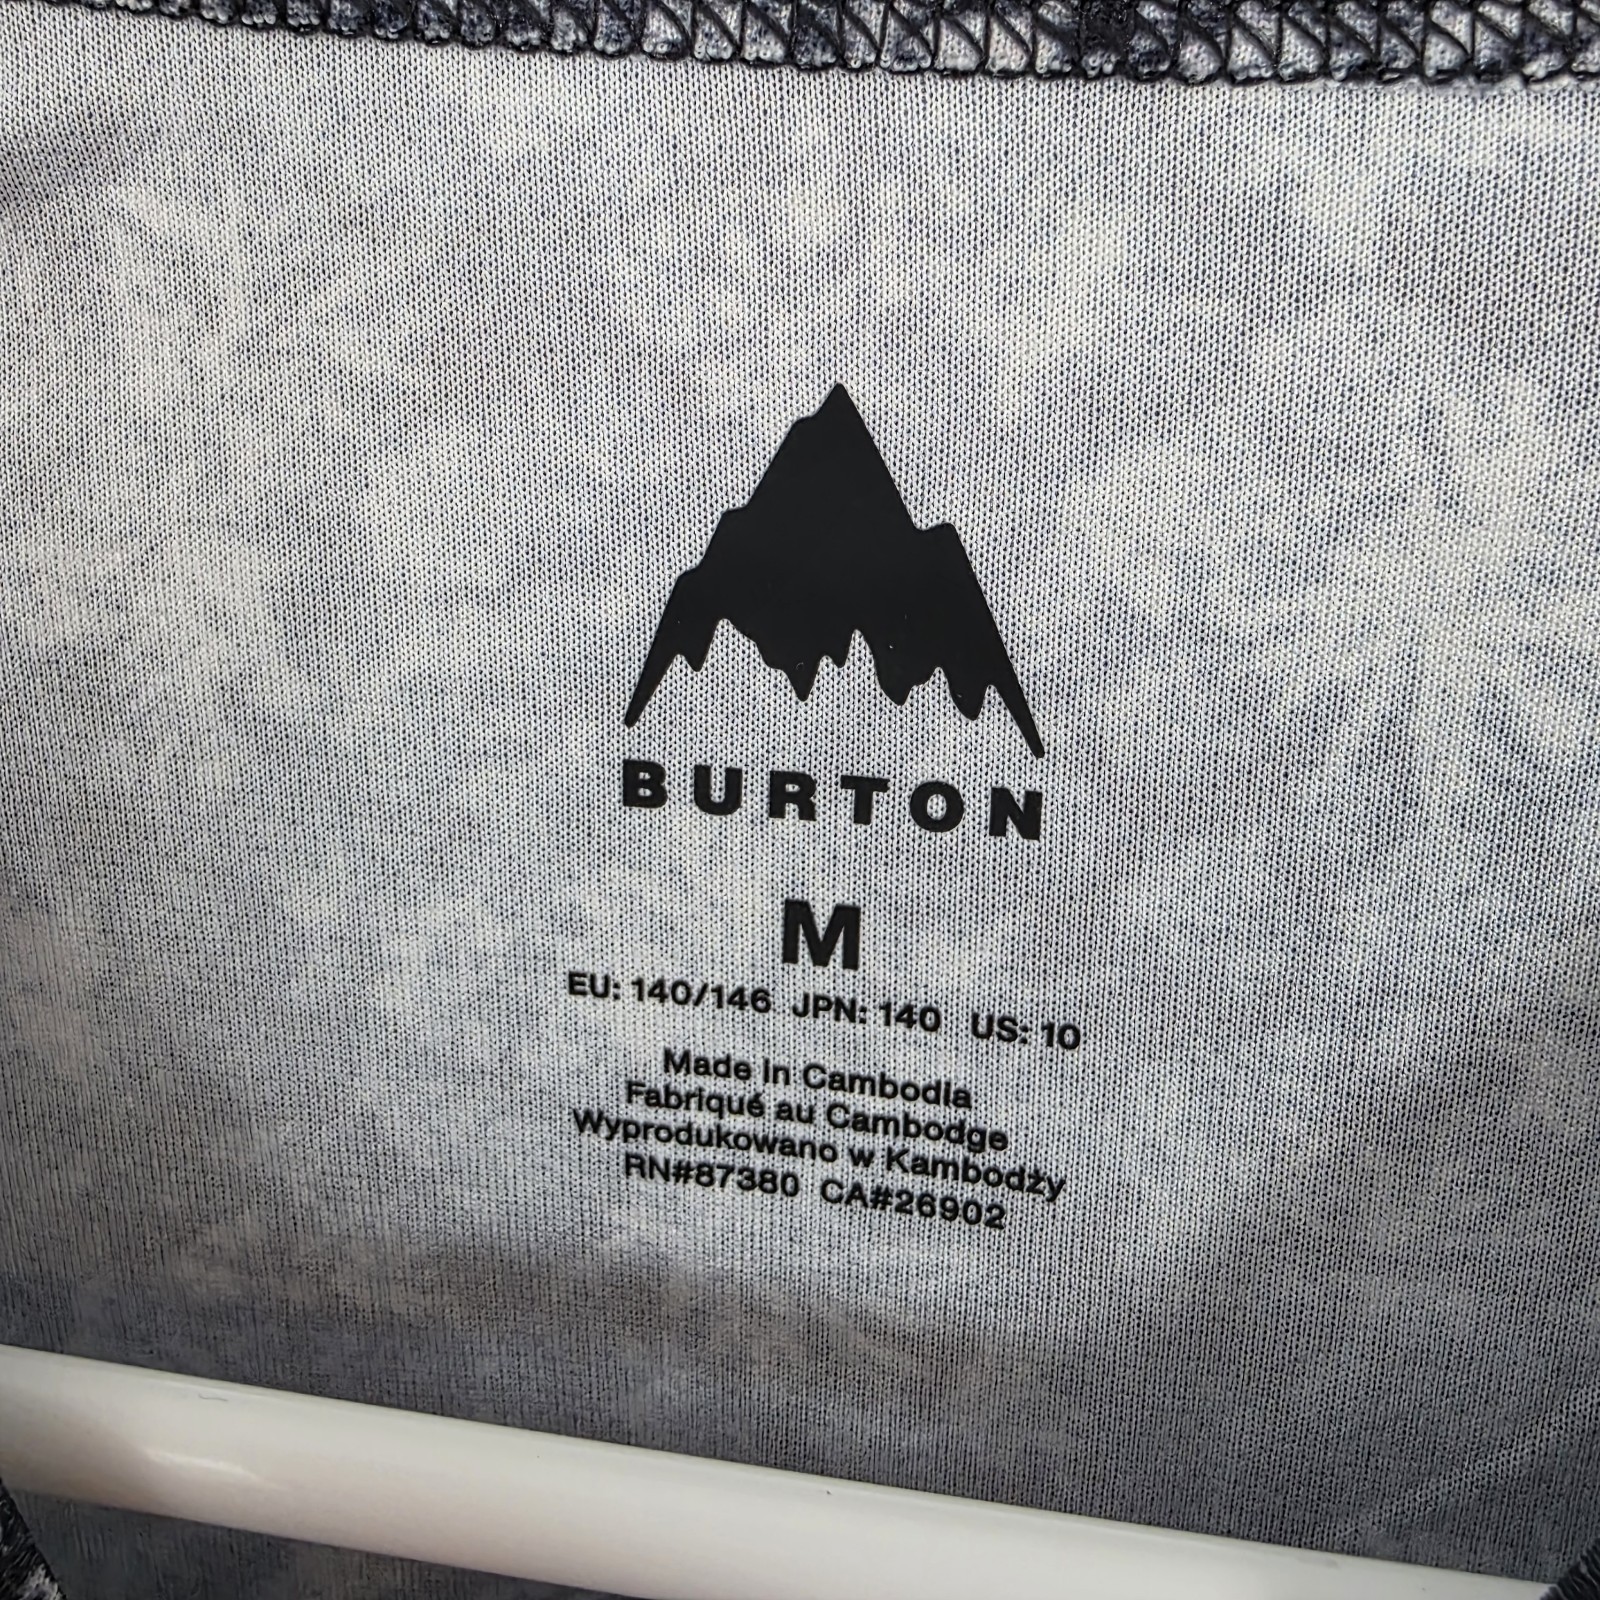 BURTON
M
EU: 140/146 JPN: 140 US: 10
Made in Cambodia
Fabriqué au Cambodge
Wyprodukowano w Kambodży
RN#87380 CA#26902